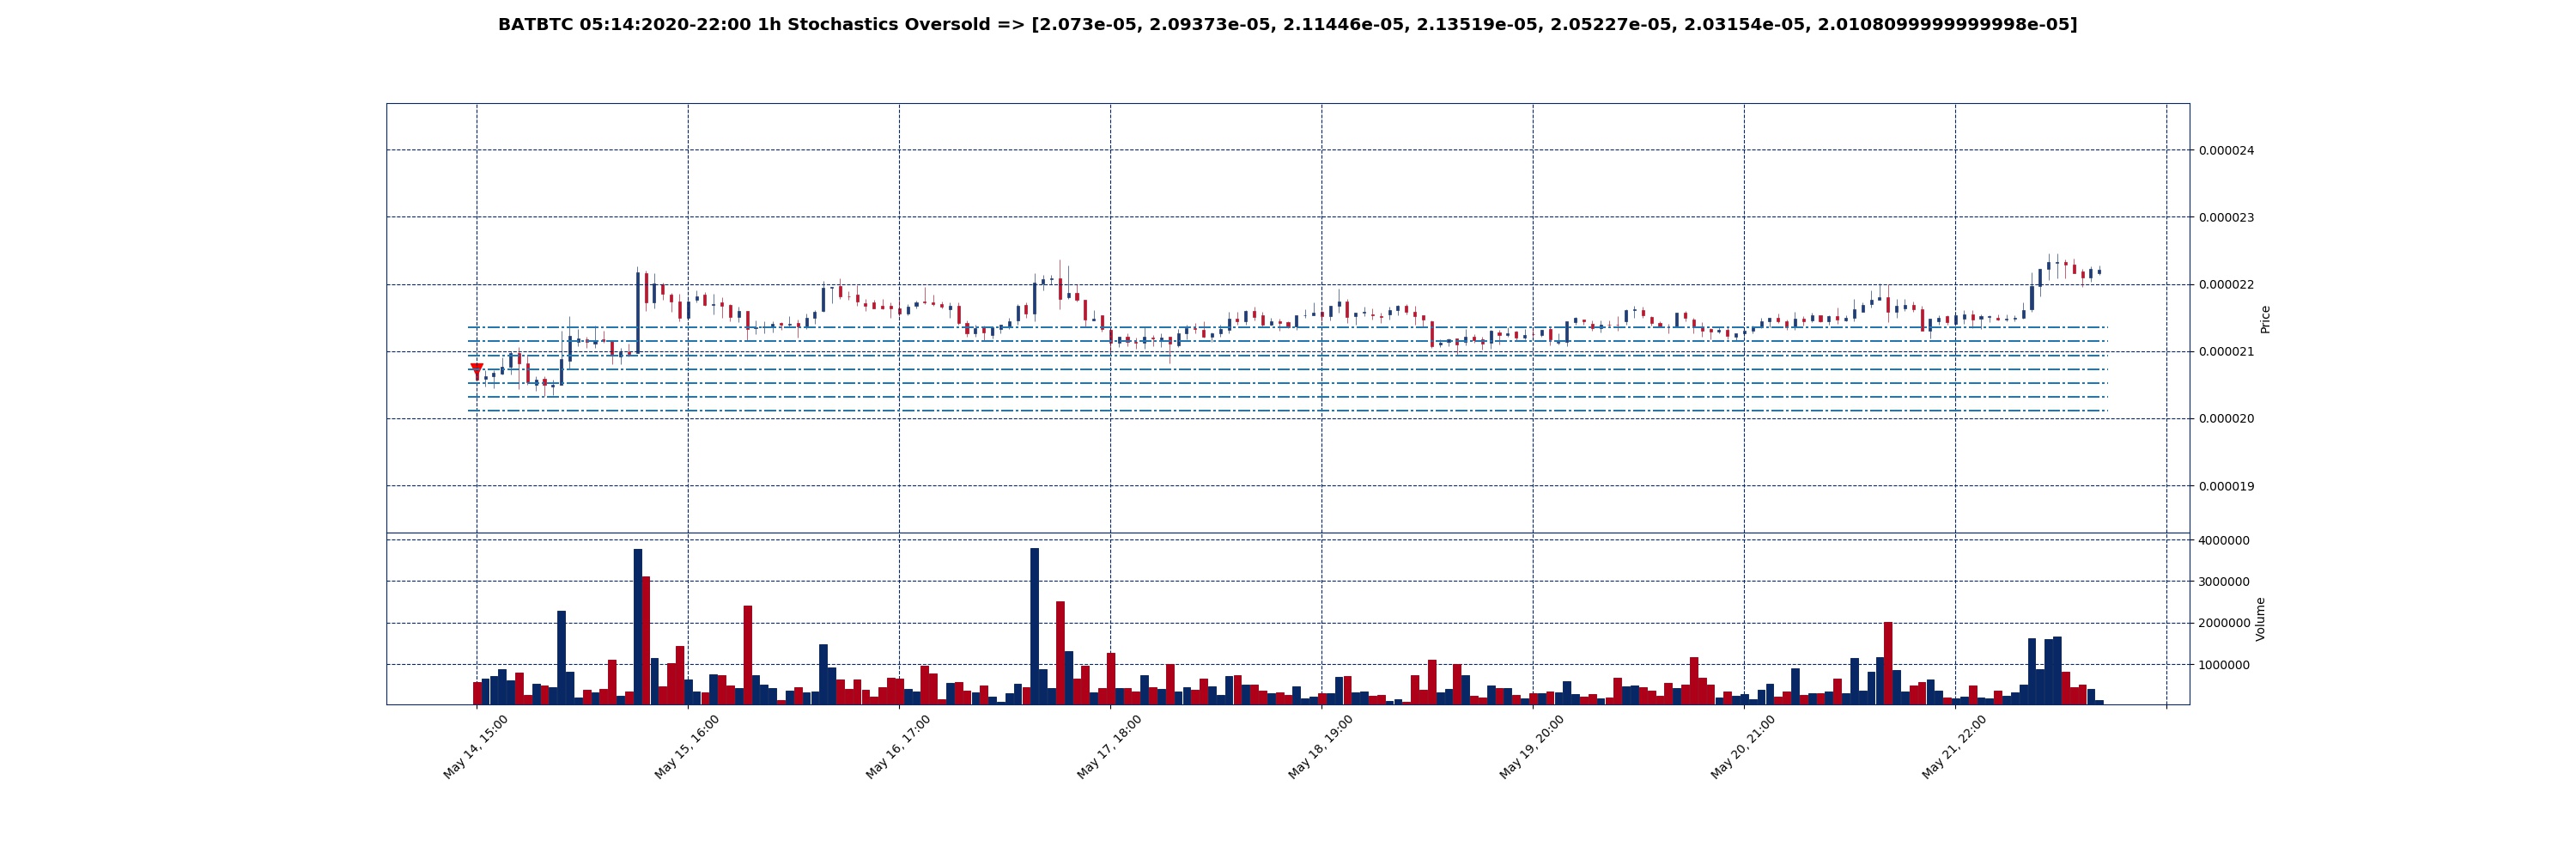 BATBTC 05:14:2020-22:00 1h Stochastics Oversold => [2.073e-05, 2.09373e-05, 2.11446e-05, 2.13519e-05, 2.05227e-05, 2.03154e-05, 2.0108099999999998e-05]
0.000024
0.000023
0.000022
0.000021
0.000020
0.000019
Price
4000000
3000000
2000000
1000000
Volume
May 14, 15:00
May 15, 16:00
May 16, 17:00
May 17, 18:00
May 18, 19:00
May 19, 20:00
May 20, 21:00
May 21, 22:00